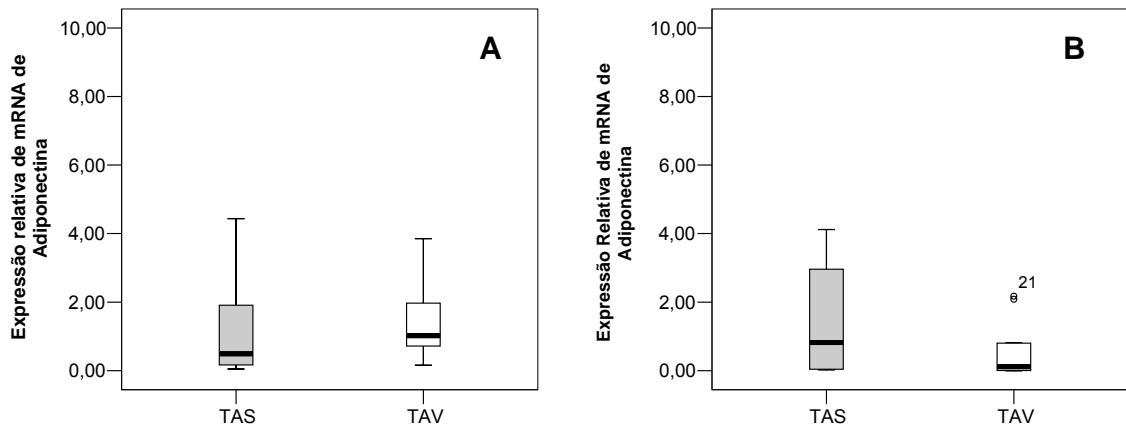 Expressão relativa de mRNA de
Adiponectina
10,00
8,00
6,00
4,00
2,00
0,00
A
TAS
TAV
Expressão Relativa de mRNA de
Adiponectina
10,00
8,00
6,00
4,00
2,00
0,00
B
21
TAS
TAV